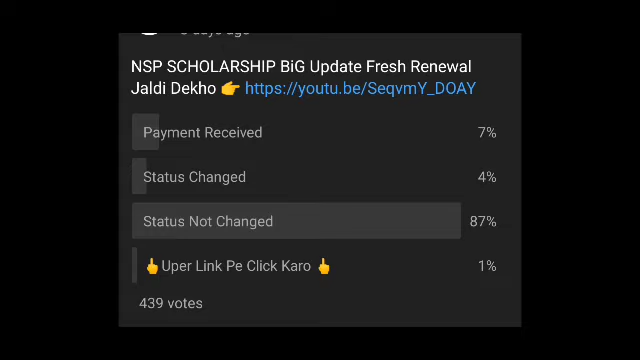 NSP SCHOLARSHIP BiG Update Fresh Renewal
Jaldi Dekho 👉 https://youtu.be/SeqvmY_DOAY
Payment Received 7%
Status Changed 4%
Status Not Changed 87%
👆Uper Link Pe Click Karo 👆 1%
439 votes